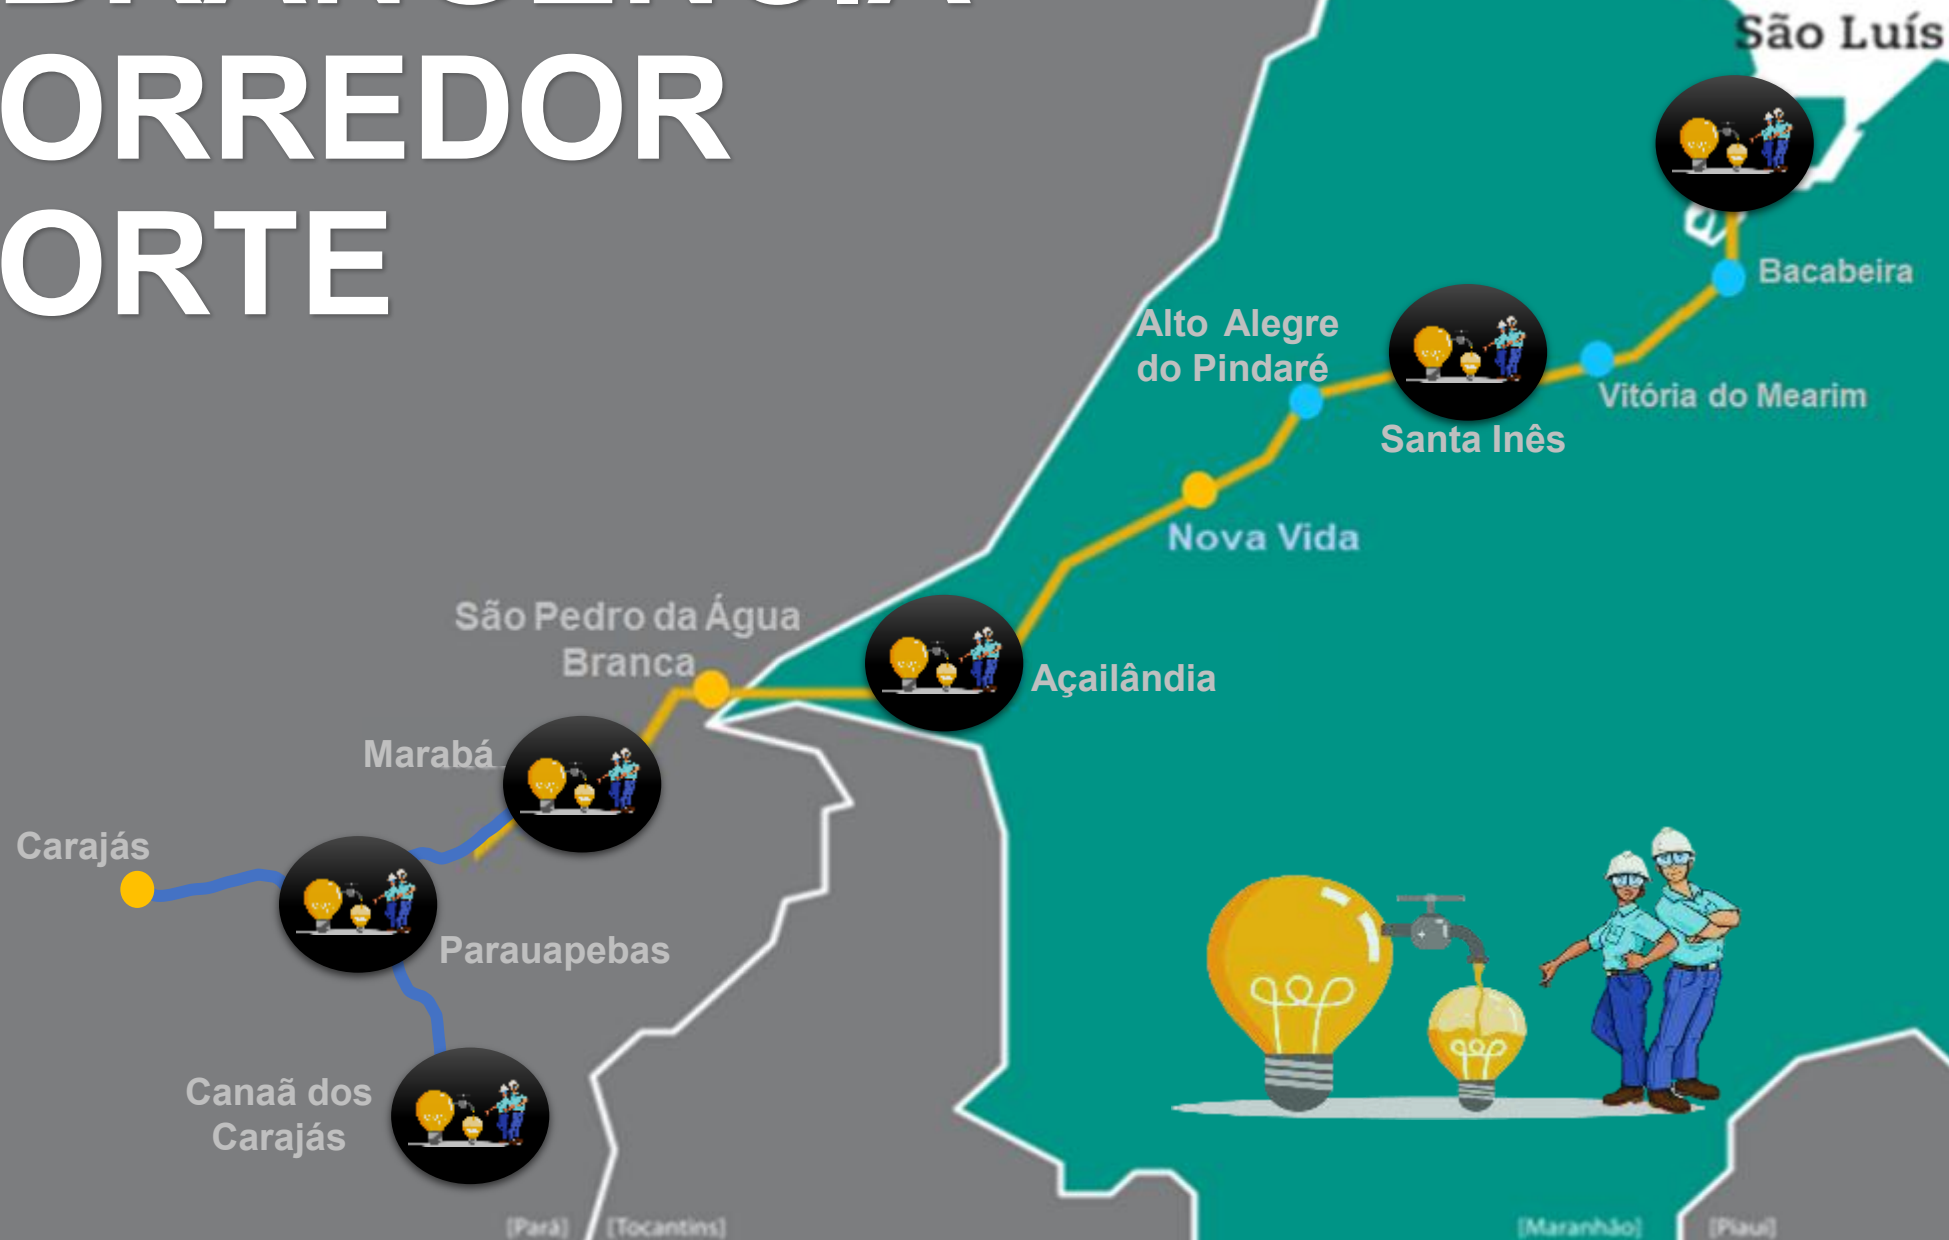 BRANGÊNCIA
ORREDOR
ORTE
São Luís
Bacabeira
Alto Alegre
do Pindaré
Vitória do Mearim
Santa Inês
Nova Vida
São Pedro da Água
Branca
Açailândia
Marabá
Carajás
Parauapebas
Canaã dos
Carajás
[Pará]
[Tocantins]
[Maranhão]
[Piauí]